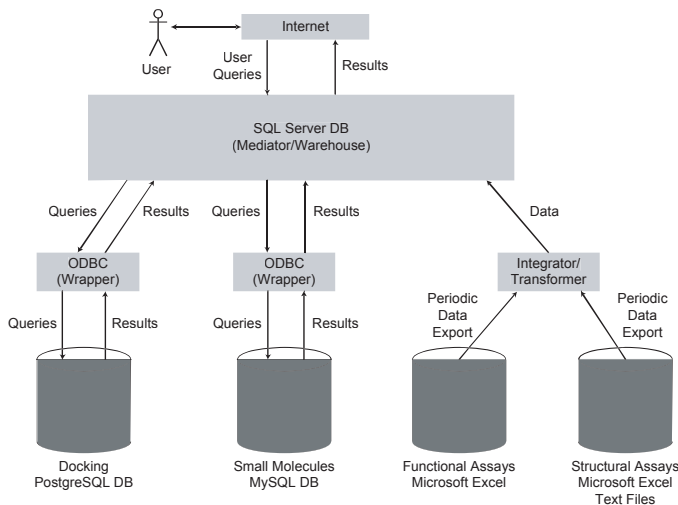 Internet
User
User
Queries
Results
SQL Server DB
(Mediator/Warehouse)
Queries
Results
Queries
Results
Data
ODBC
(Wrapper)
ODBC
(Wrapper)
Integrator/
Transformer
Queries
Results
Queries
Results
Periodic
Data
Export
Periodic
Data
Export
Docking
PostgreSQL DB
Small Molecules
MySQL DB
Functional Assays
Microsoft Excel
Structural Assays
Microsoft Excel
Text Files